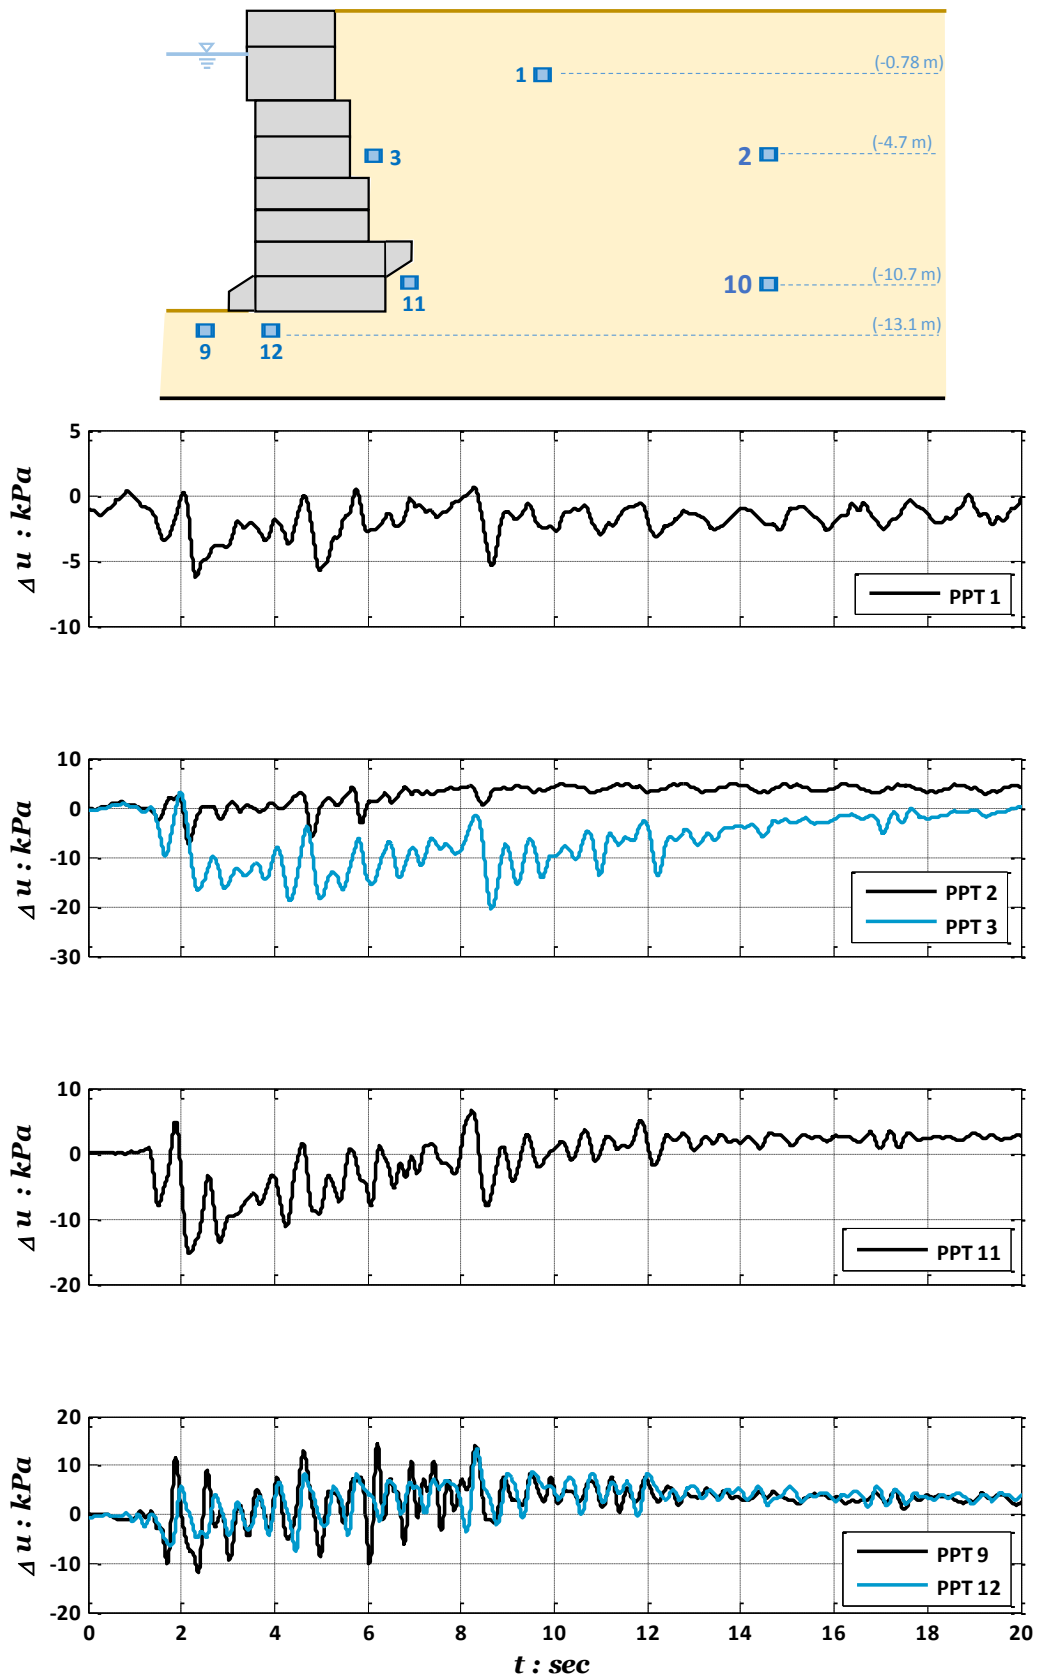 1
(-0.78 m)
3
2
(-4.7 m)
11
10
(-10.7 m)
9
12
(-13.1 m)
5
0
-5
-10
Δ u : kPa
PPT 1
10
0
-10
-20
-30
Δ u : kPa
PPT 2
PPT 3
10
0
-10
-20
Δ u : kPa
PPT 11
20
10
0
-10
-20
Δ u : kPa
PPT 9
PPT 12
0 2 4 6 8 10 12 14 16 18 20
t : sec